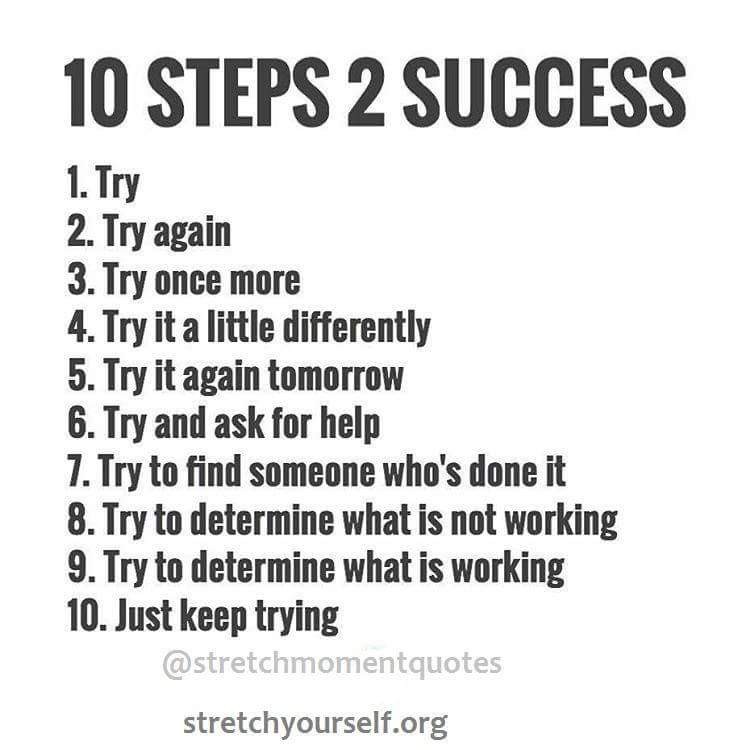 10 STEPS 2 SUCCESS
1. Try
2. Try again
3. Try once more
4. Try it a little differently
5. Try it again tomorrow
6. Try and ask for help
7. Try to find someone who's done it
8. Try to determine what is not working
9. Try to determine what is working
10. Just keep trying
@stretchmomentquotes
stretchyourself.org